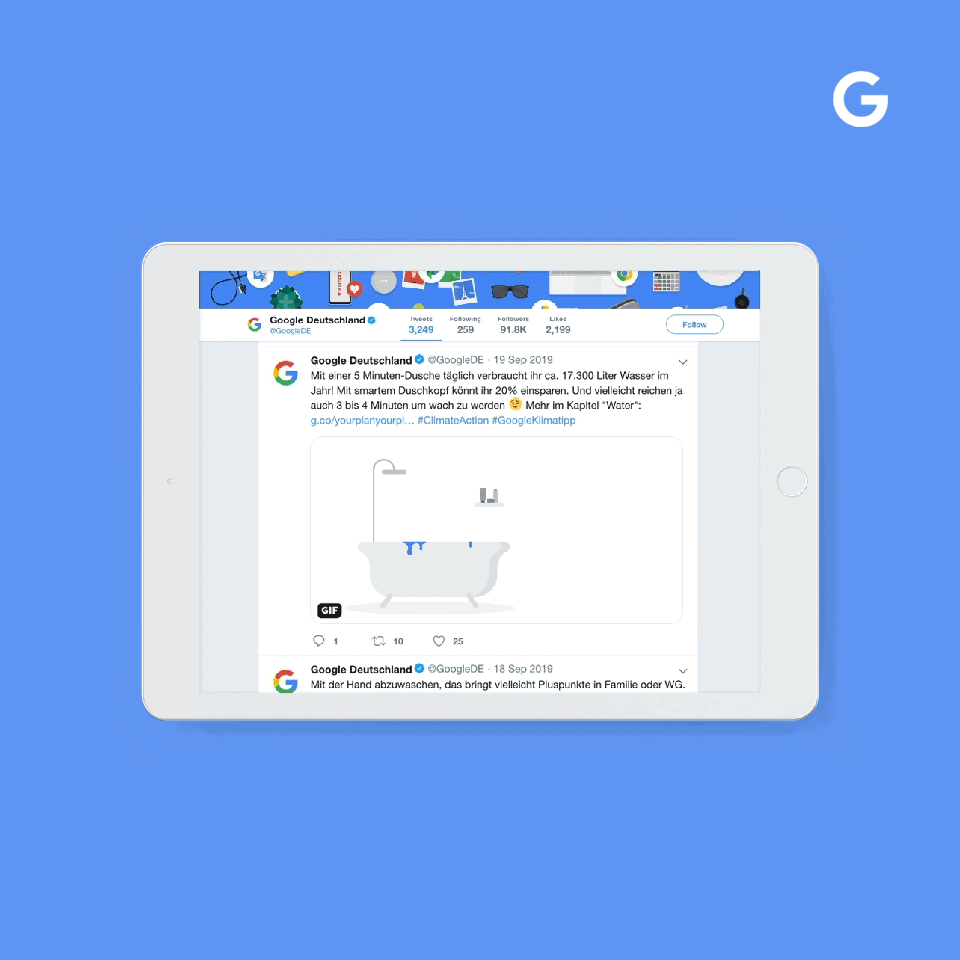 G
Google Deutschland
@GoogleDE
Tweets
3,249
Following
259
Followers
91.8K
Likes
2,199
Follow
Google Deutschland @GoogleDE · 19 Sep 2019
Mit einer 5 Minuten-Dusche täglich verbraucht ihr ca. 17.300 Liter Wasser im
Jahr! Mit smartem Duschkopf könnt ihr 20% einsparen. Und vielleicht reichen ja
auch 3 bis 4 Minuten um wach zu werden 😉 Mehr im Kapitel "Water":
g.co/yourplanyourpl... #ClimateAction #GoogleKlimatipp
GIF
1 10 25
Google Deutschland @GoogleDE · 18 Sep 2019
Mit der Hand abzuwaschen, das bringt vielleicht Pluspunkte in Familie oder WG.